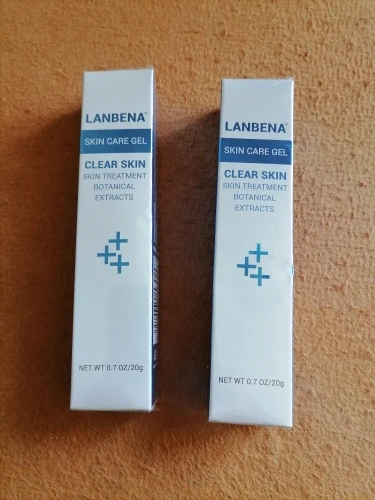 LANBENA®
SKIN CARE GEL
CLEAR SKIN
SKIN TREATMENT
BOTANICAL
EXTRACTS
NET WT 0.7 OZ/20g
LANBENA®
SKIN CARE GEL
CLEAR SKIN
SKIN TREATMENT
BOTANICAL
EXTRACTS
NET WT 0.7 OZ/20g